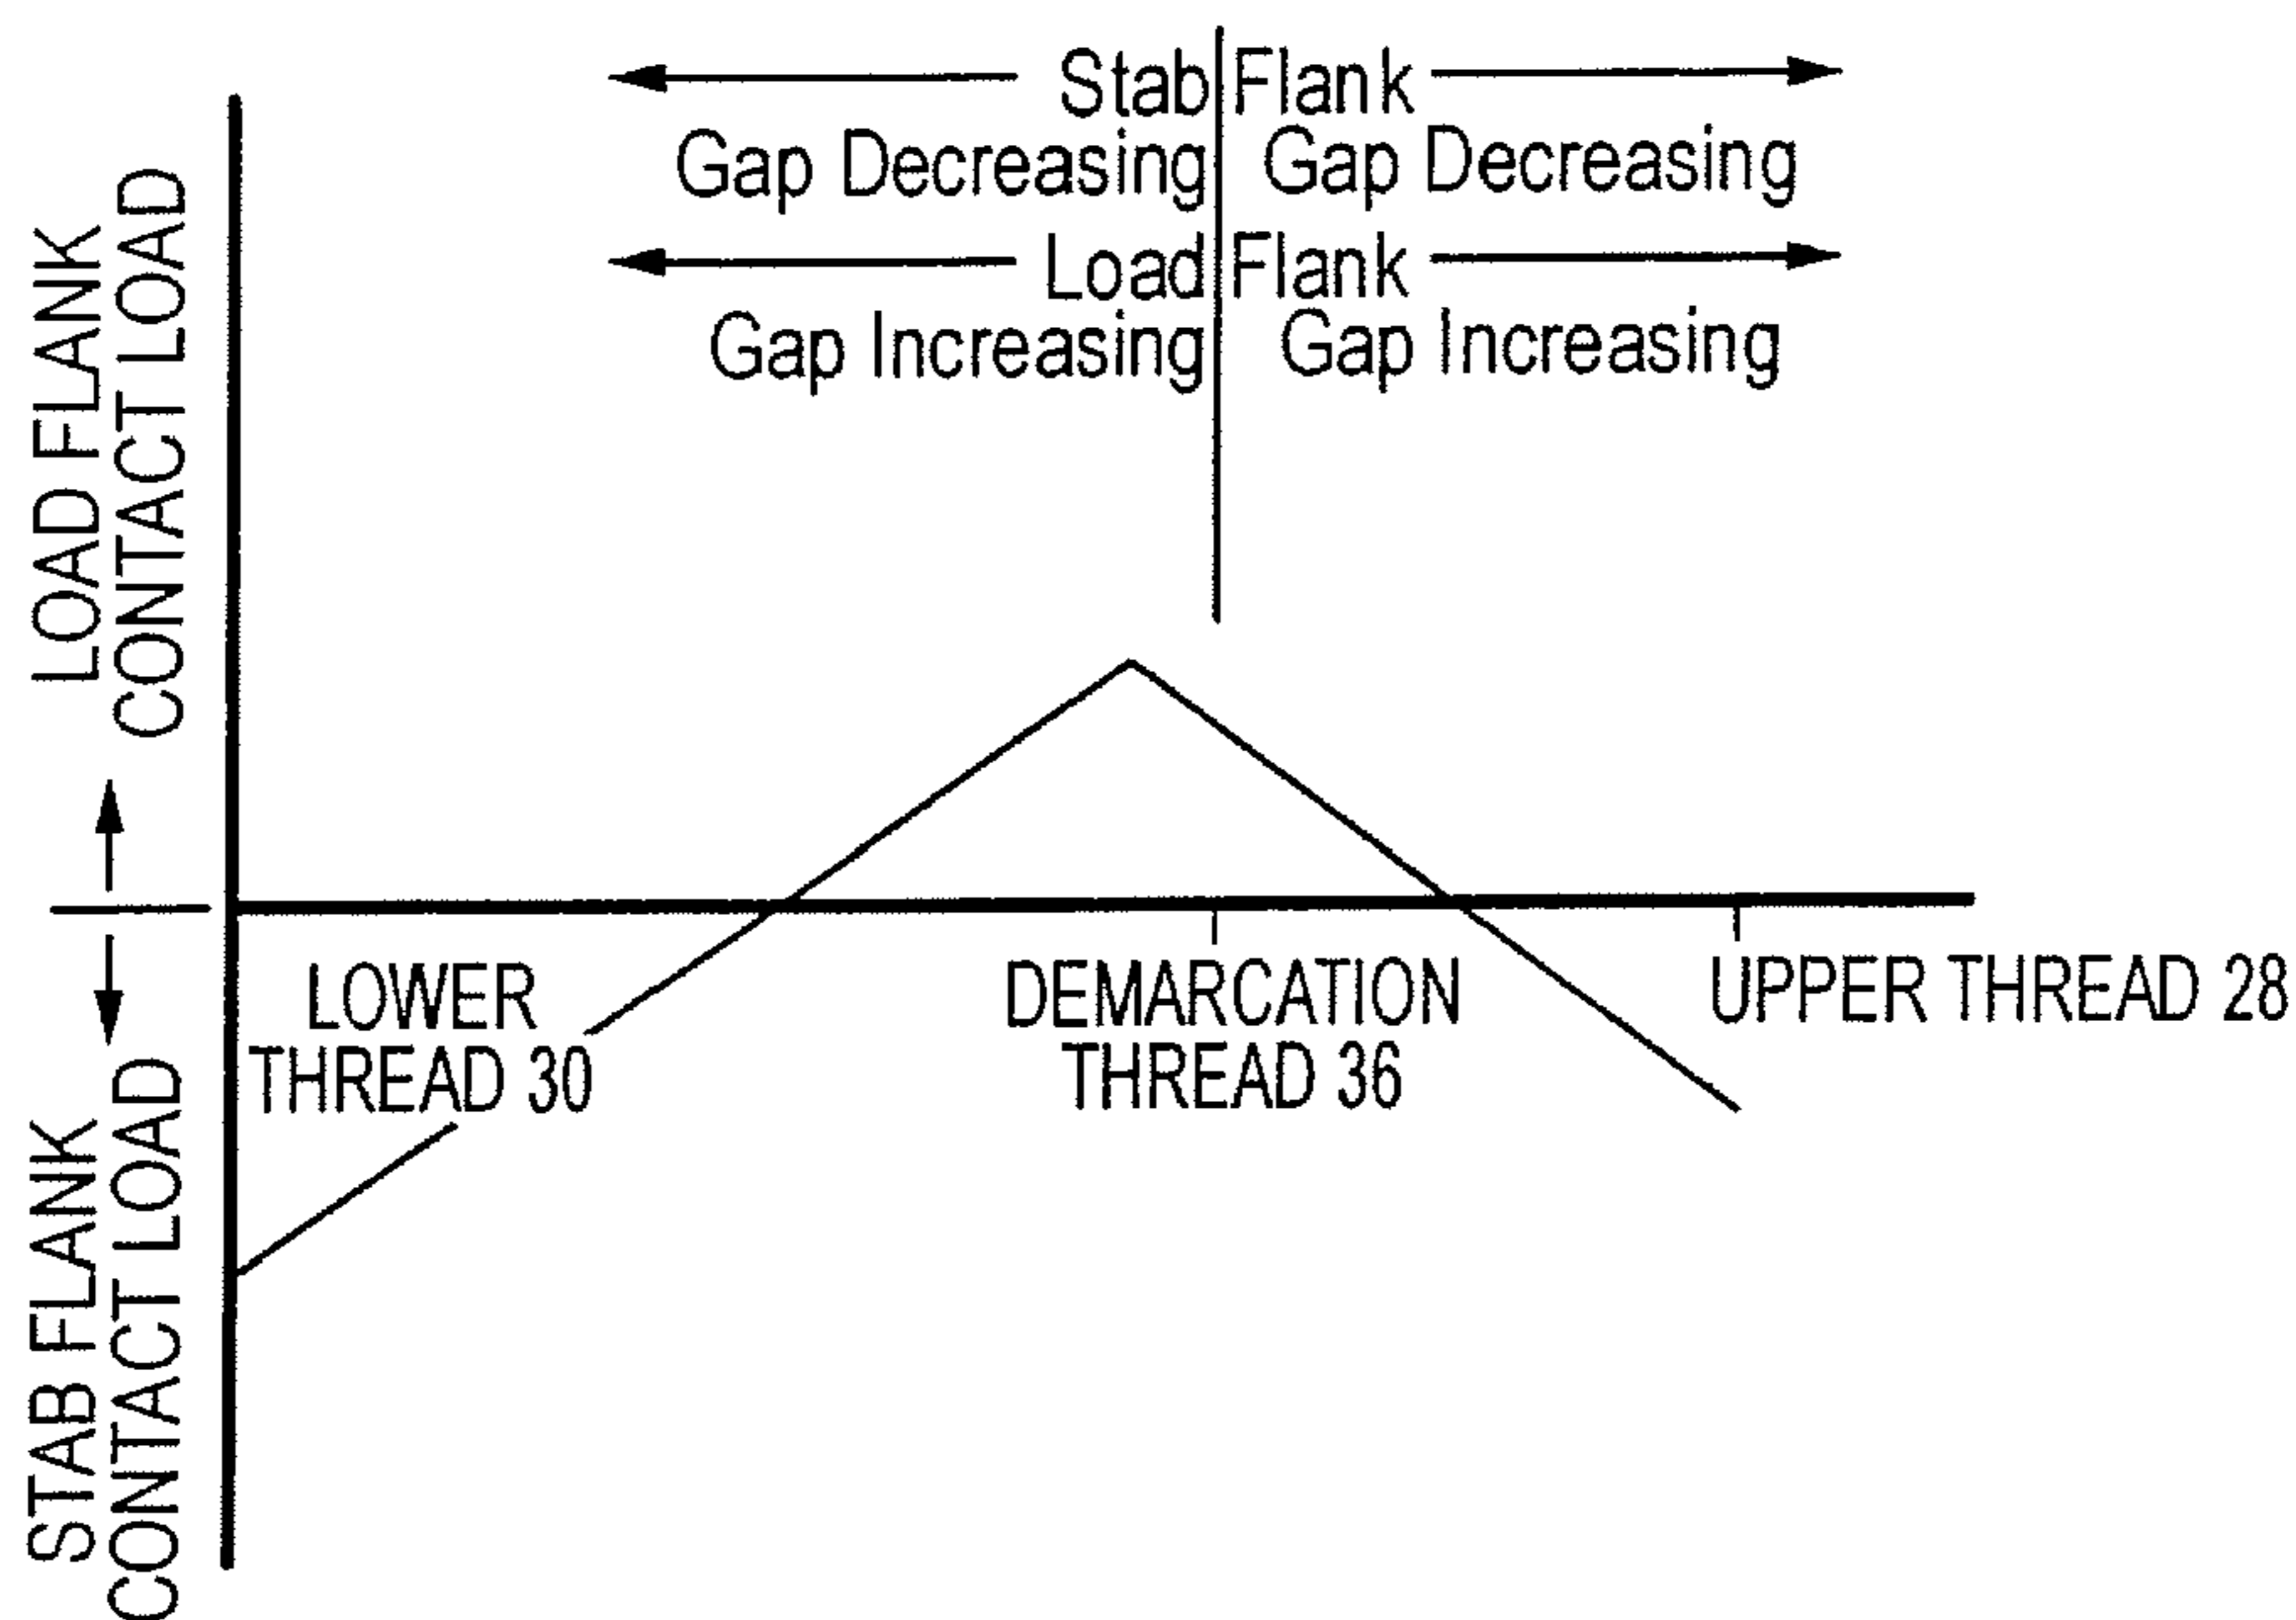 Stab Flank
Gap Decreasing Gap Decreasing
Load Flank
Gap Increasing Gap Increasing
LOAD FLANK
CONTACT LOAD
STAB FLANK
CONTACT LOAD
LOWER
THREAD 30
DEMARCATION
THREAD 36
UPPER THREAD 28